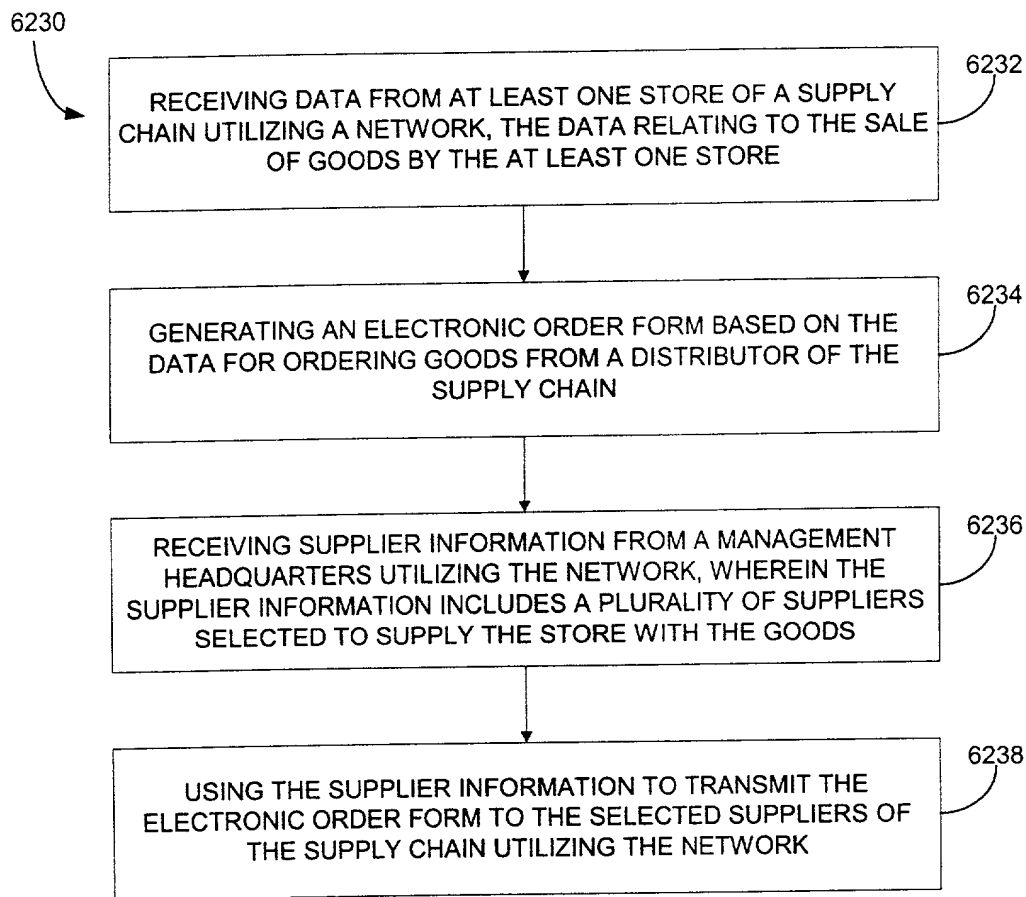 6230
6232
RECEIVING DATA FROM AT LEAST ONE STORE OF A SUPPLY
CHAIN UTILIZING A NETWORK, THE DATA RELATING TO THE SALE
OF GOODS BY THE AT LEAST ONE STORE
6234
GENERATING AN ELECTRONIC ORDER FORM BASED ON THE
DATA FOR ORDERING GOODS FROM A DISTRIBUTOR OF THE
SUPPLY CHAIN
6236
RECEIVING SUPPLIER INFORMATION FROM A MANAGEMENT
HEADQUARTERS UTILIZING THE NETWORK, WHEREIN THE
SUPPLIER INFORMATION INCLUDES A PLURALITY OF SUPPLIERS
SELECTED TO SUPPLY THE STORE WITH THE GOODS
6238
USING THE SUPPLIER INFORMATION TO TRANSMIT THE
ELECTRONIC ORDER FORM TO THE SELECTED SUPPLIERS OF
THE SUPPLY CHAIN UTILIZING THE NETWORK